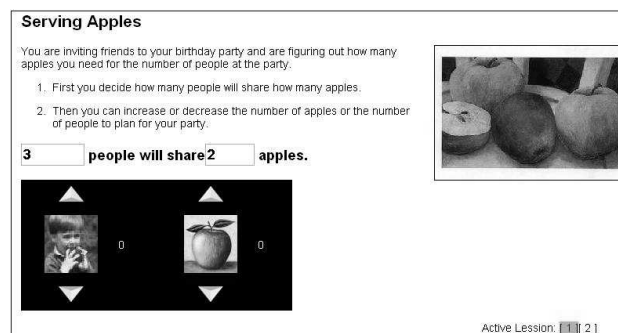 Serving Apples
You are inviting friends to your birthday party and are figuring out how many
apples you need for the number of people at the party.
1. First you decide how many people will share how many apples.
2. Then you can increase or decrease the number of apples or the number
of people to plan for your party.
3 people will share 2 apples.
0 0
Active Lession: [ 1 ][ 2 ]